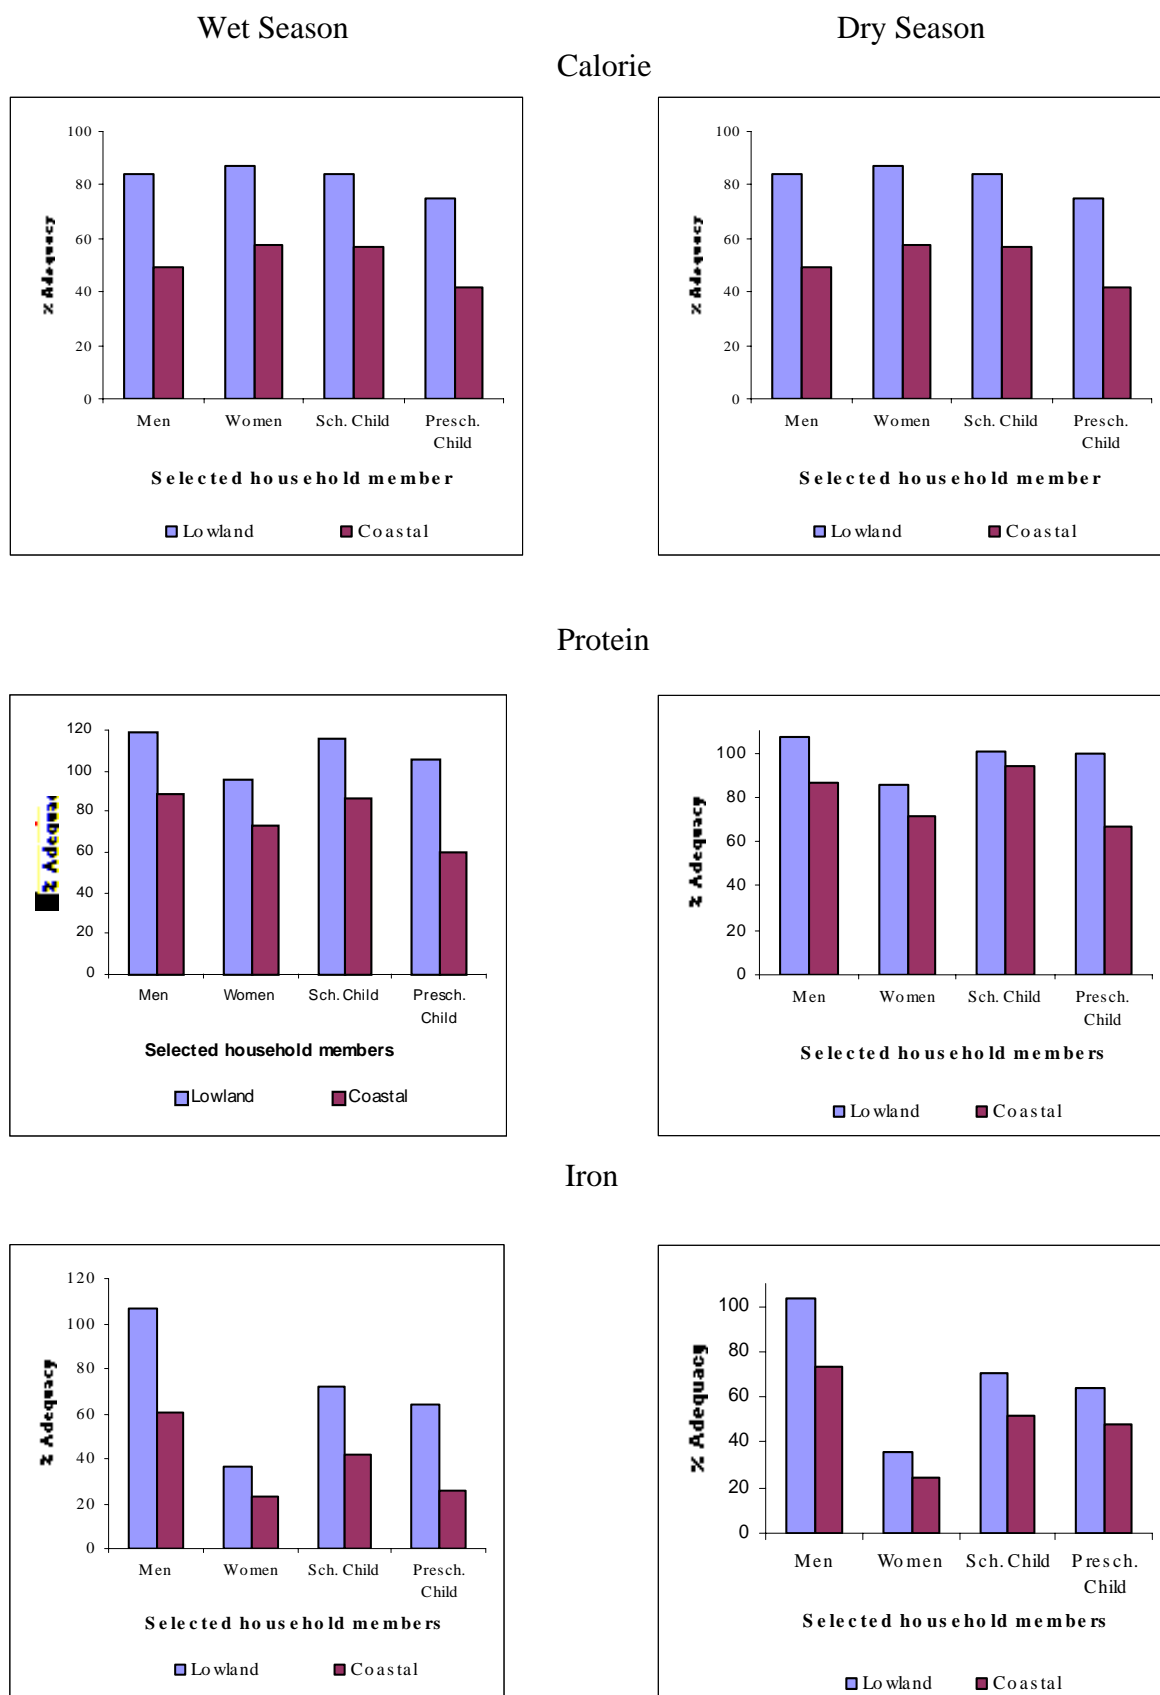 Wet Season
Dry Season
Calorie
100
80
60
40
20
0
% Adequacy
Men
Women
Sch. Child
Presch.
Child
Selected household member
Lowland
Coastal
100
80
60
40
20
0
% Adequacy
Men
Women
Sch. Child
Presch.
Child
Selected household member
Lowland
Coastal
Protein
120
100
80
60
40
20
0
% Adequac
Men
Women
Sch. Child
Presch.
Child
Selected household members
Lowland
Coastal
100
80
60
40
20
0
% Adequacy
Men
Women
Sch. Child
Presch.
Child
Selected household members
Lowland
Coastal
Iron
120
100
80
60
40
20
0
% Adequacy
Men
Women
Sch. Child
Presch.
Child
Selected household members
Lowland
Coastal
100
80
60
40
20
0
% Adequacy
Men
Women
Sch. Child
Presch.
Child
Selected household members
Lowland
Coastal